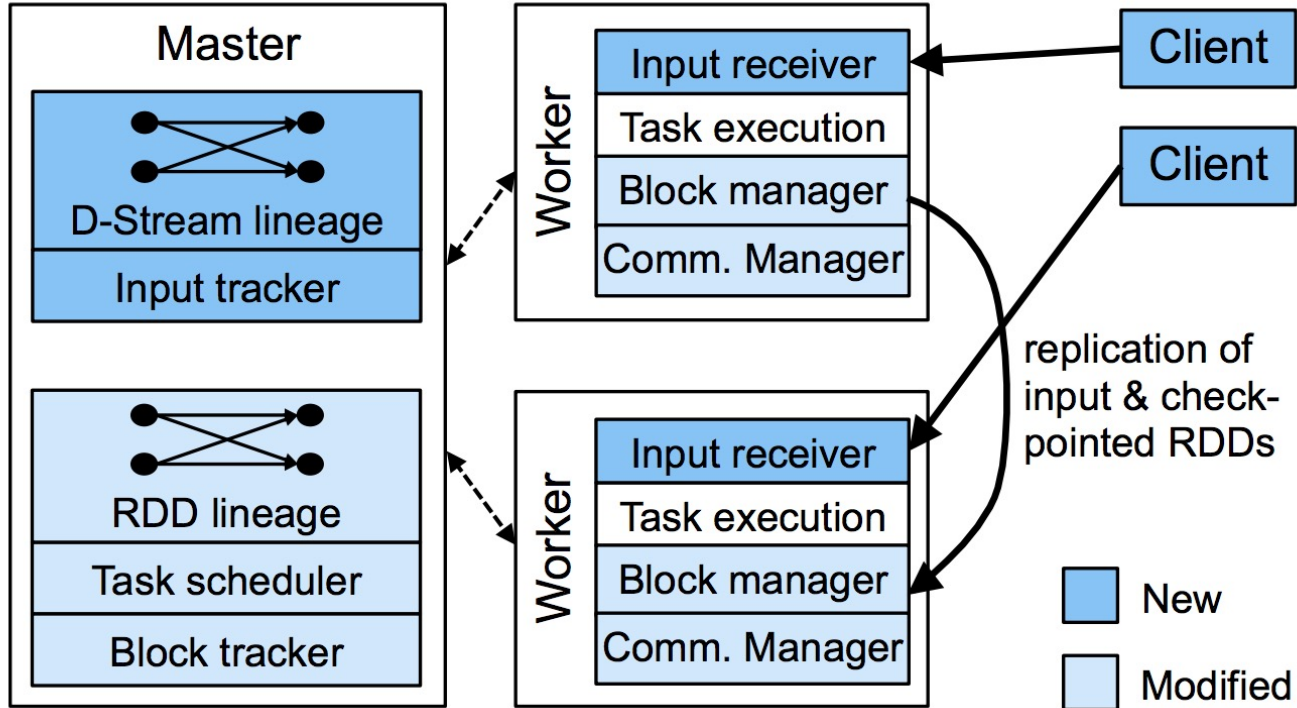 Master
D-Stream lineage
Input tracker
RDD lineage
Task scheduler
Block tracker
Worker
Input receiver
Task execution
Block manager
Comm. Manager
Worker
Input receiver
Task execution
Block manager
Comm. Manager
Client
Client
replication of
input & check-
pointed RDDs
New
Modified